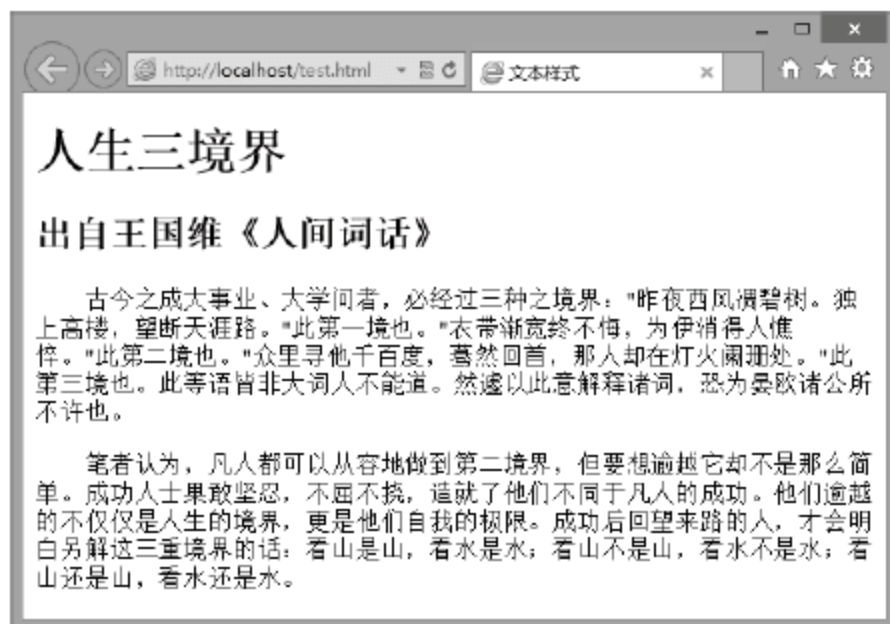 http://localhost/test.html
文本样式
人生三境界
出自王国维《人间词话》
古今之成大事业、大学问者，必经过三种之境界："昨夜西风凋碧树。独
上高楼，望断天涯路。"此第一境也。"衣带渐宽终不悔，为伊消得人憔
悴。"此第二境也。"众里寻他千百度，蓦然回首，那人却在灯火阑珊处。"此
第三境也。此等语皆非大词人不能道。然遽以此意解释诸词，恐为晏欧诸公所
不许也。
笔者认为，凡人都可以从容地做到第二境界，但要想逾越它却不是那么简
单。成功人士果敢坚忍，不屈不挠，造就了他们不同于凡人的成功。他们逾越
的不仅仅是人生的境界，更是他们自我的极限。成功后回望来路的人，才会明
白另解这三重境界的话：看山是山，看水是水；看山不是山，看水不是水；看
山还是山，看水还是水。